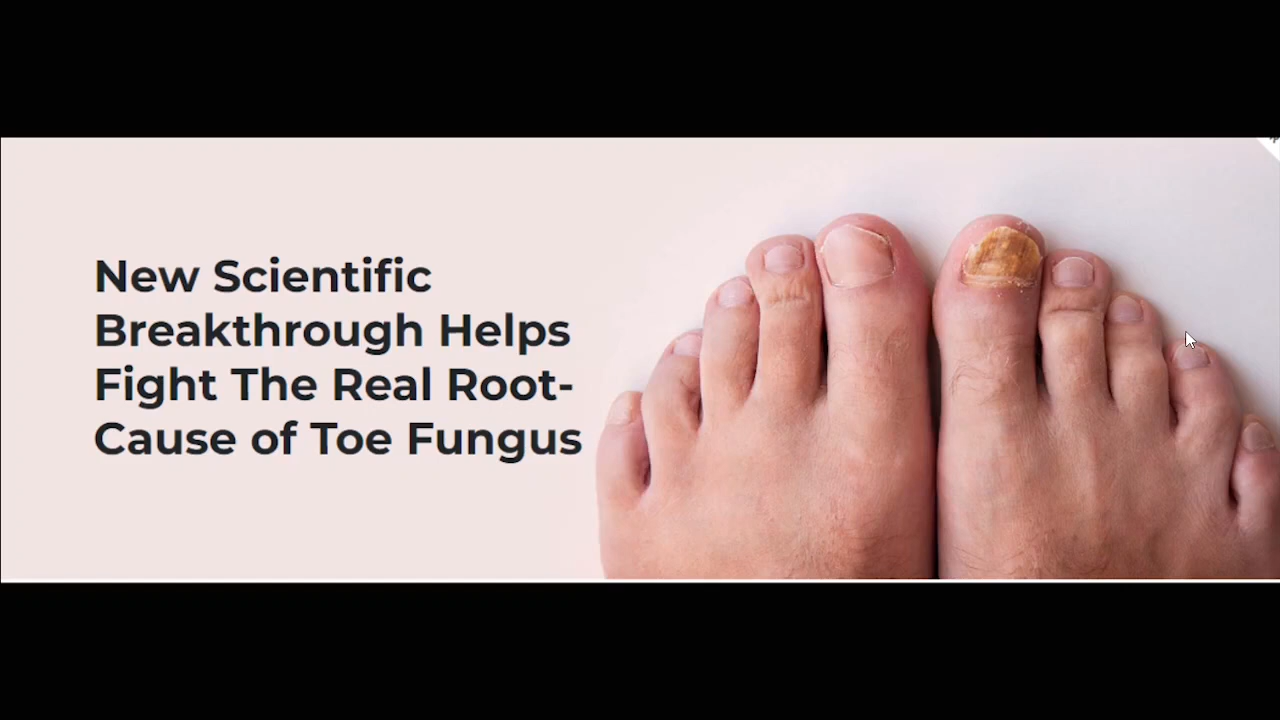 New Scientific
Breakthrough Helps
Fight The Real Root-
Cause of Toe Fungus